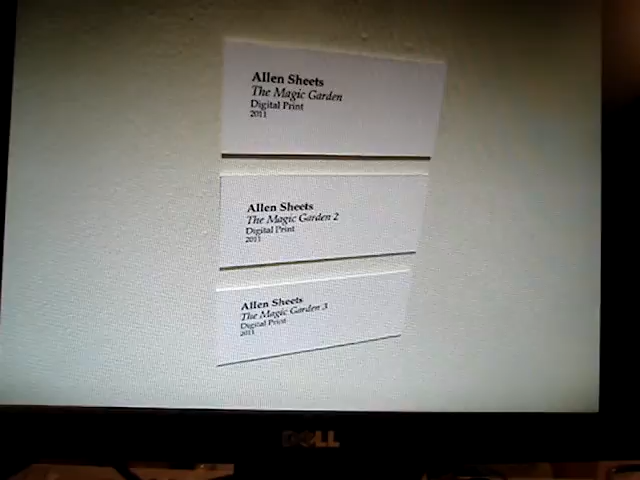 Allen Sheets
The Magic Garden
Digital Print
2011
Allen Sheets
The Magic Garden 2
Digital Print
2011
Allen Sheets
The Magic Garden 3
Digital Print
2011
DELL